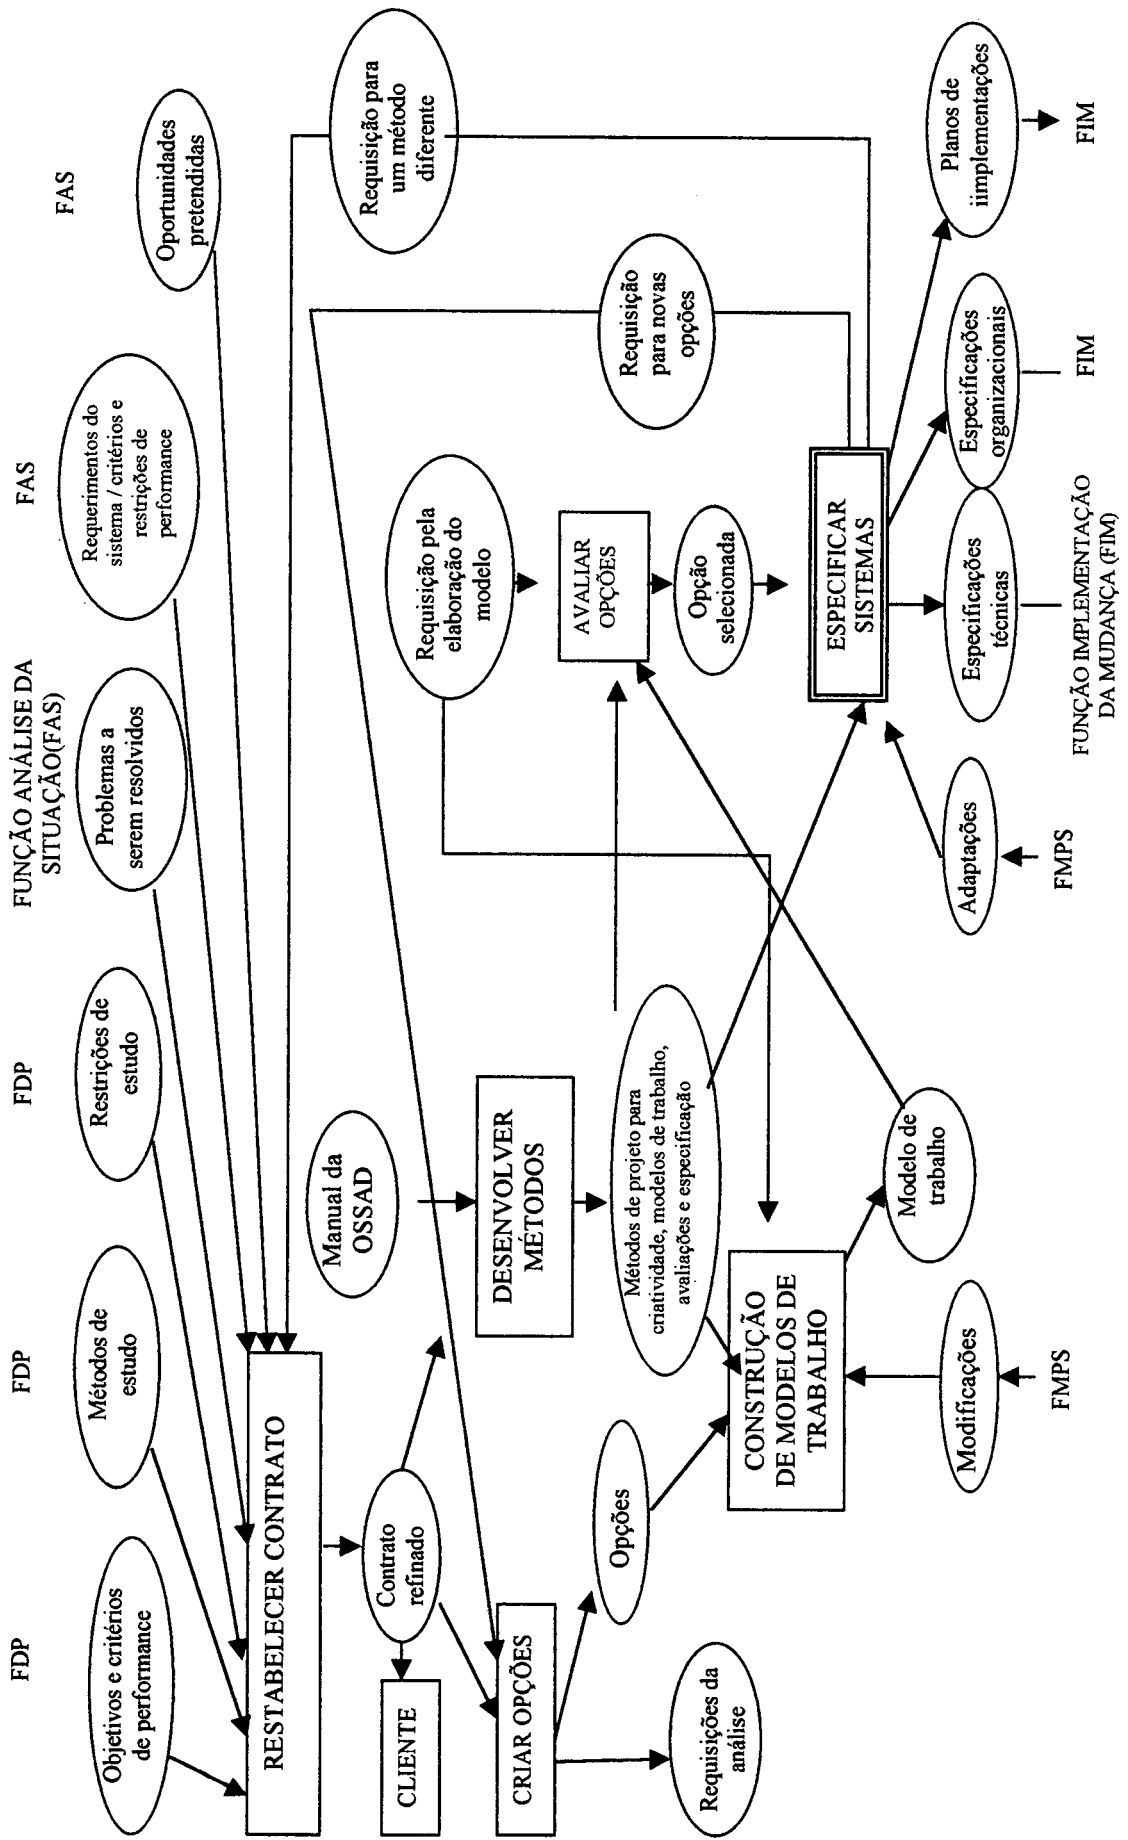 FDP
FDP
FDP
FUNÇÃO ANÁLISE DA
SITUAÇÃO(FAS)
FAS
FAS
Objetivos e critérios
de performance
Métodos de
estudo
Restrições de
estudo
Problemas a
serem resolvidos
Requerimentos do
sistema / critérios e
restrições de
performance
Oportunidades
pretendidas
RESTABELECER CONTRATO
Manual da
OSSAD
Requisição para
um método
diferente
Contrato
refinado
CLIENTE
DESENVOLVER
MÉTODOS
Requisição pela
elaboração do
modelo
CRIAR OPÇÕES
AVALIAR
OPÇÕES
Requisição
para novas
opções
Opções
Métodos de projeto para
criatividade, modelos de trabalho,
avaliações e especificação
Opção
selecionada
Requisições da
análise
CONSTRUÇÃO
DE MODELOS DE
TRABALHO
ESPECIFICAR
SISTEMAS
Modelo de
trabalho
Modificações
Adaptações
Especificações
técnicas
Especificações
organizacionais
Planos de
iimplementações
FMPS
FMPS
FUNÇÃO IMPLEMENTAÇÃO
DA MUDANÇA (FIM)
FIM
FIM